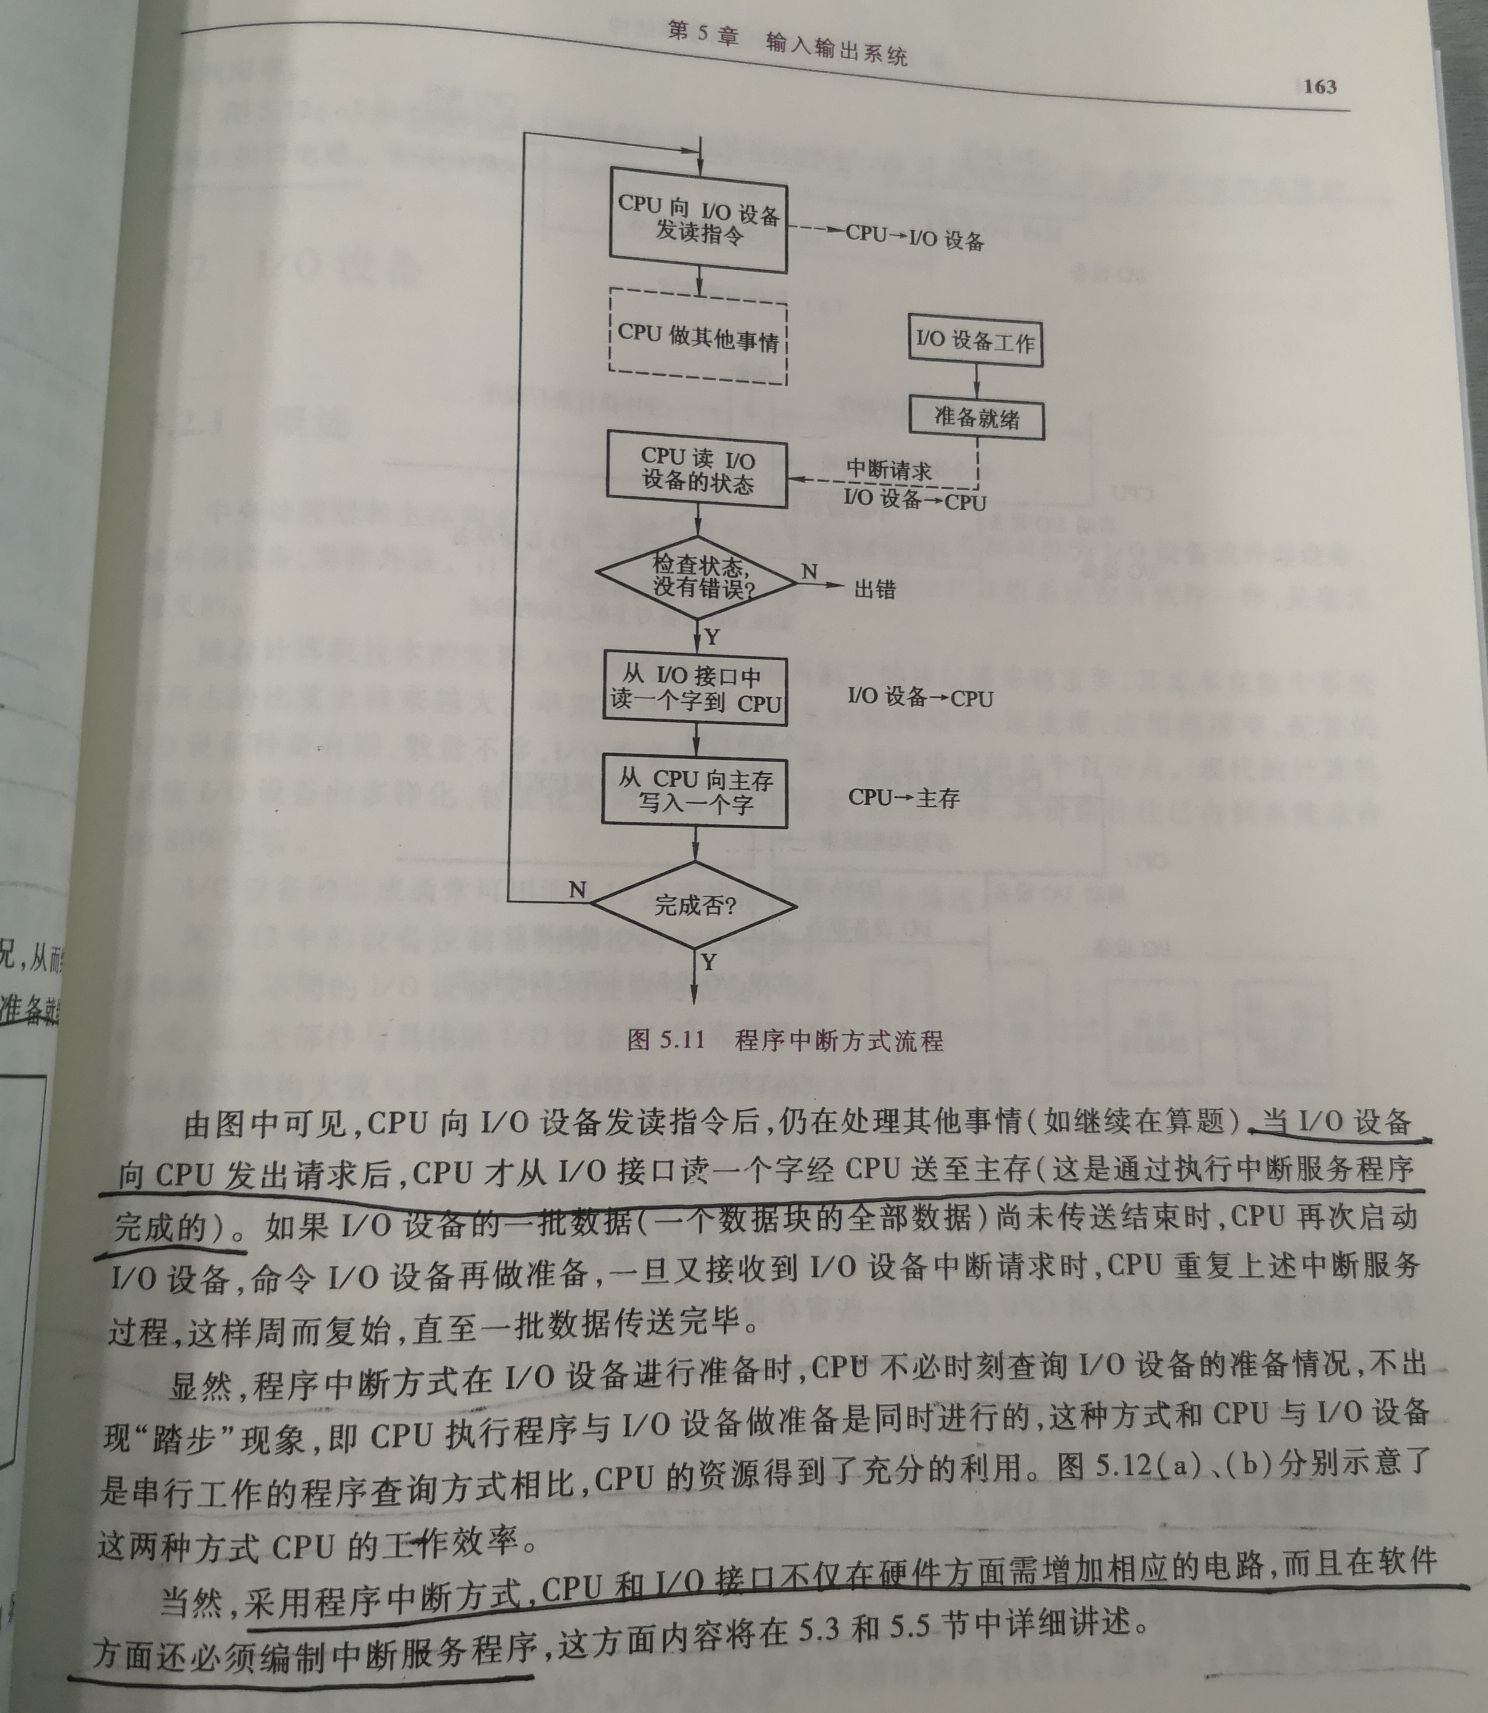 第 5 章 输入输出系统
163
CPU 向 I/O 设备
发读指令
CPU→I/O 设备
CPU 做其他事情
I/O 设备工作
准备就绪
CPU 读 I/O
设备的状态
中断请求
I/O 设备→CPU
检查状态,
没有错误?
N
出错
Y
从 I/O 接口中
读一个字到 CPU
I/O 设备→CPU
从 CPU 向主存
写入一个字
CPU→主存
完成否?
N
Y
图 5.11 程序中断方式流程
由图中可见,CPU 向 I/O 设备发读指令后,仍在处理其他事情(如继续在算题),当 I/O 设备
向 CPU 发出请求后,CPU 才从 I/O 接口读一个字经 CPU 送至主存(这是通过执行中断服务程序
完成的)。如果 I/O 设备的一批数据(一个数据块的全部数据)尚未传送结束时,CPU 再次启动
I/O 设备,命令 I/O 设备再做准备,一旦又接收到 I/O 设备中断请求时,CPU 重复上述中断服务
过程,这样周而复始,直至一批数据传送完毕。
显然,程序中断方式在 I/O 设备进行准备时,CPU 不必时刻查询 I/O 设备的准备情况,不出
现“踏步”现象,即 CPU 执行程序与 I/O 设备做准备是同时进行的,这种方式和 CPU 与 I/O 设备
是串行工作的程序查询方式相比,CPU 的资源得到了充分的利用。图 5.12(a)、(b)分别示意了
这两种方式 CPU 的工作效率。
当然,采用程序中断方式,CPU 和 I/O 接口不仅在硬件方面需增加相应的电路,而且在软件
方面还必须编制中断服务程序,这方面内容将在 5.3 和 5.5 节中详细讲述。
况,从而
准备就